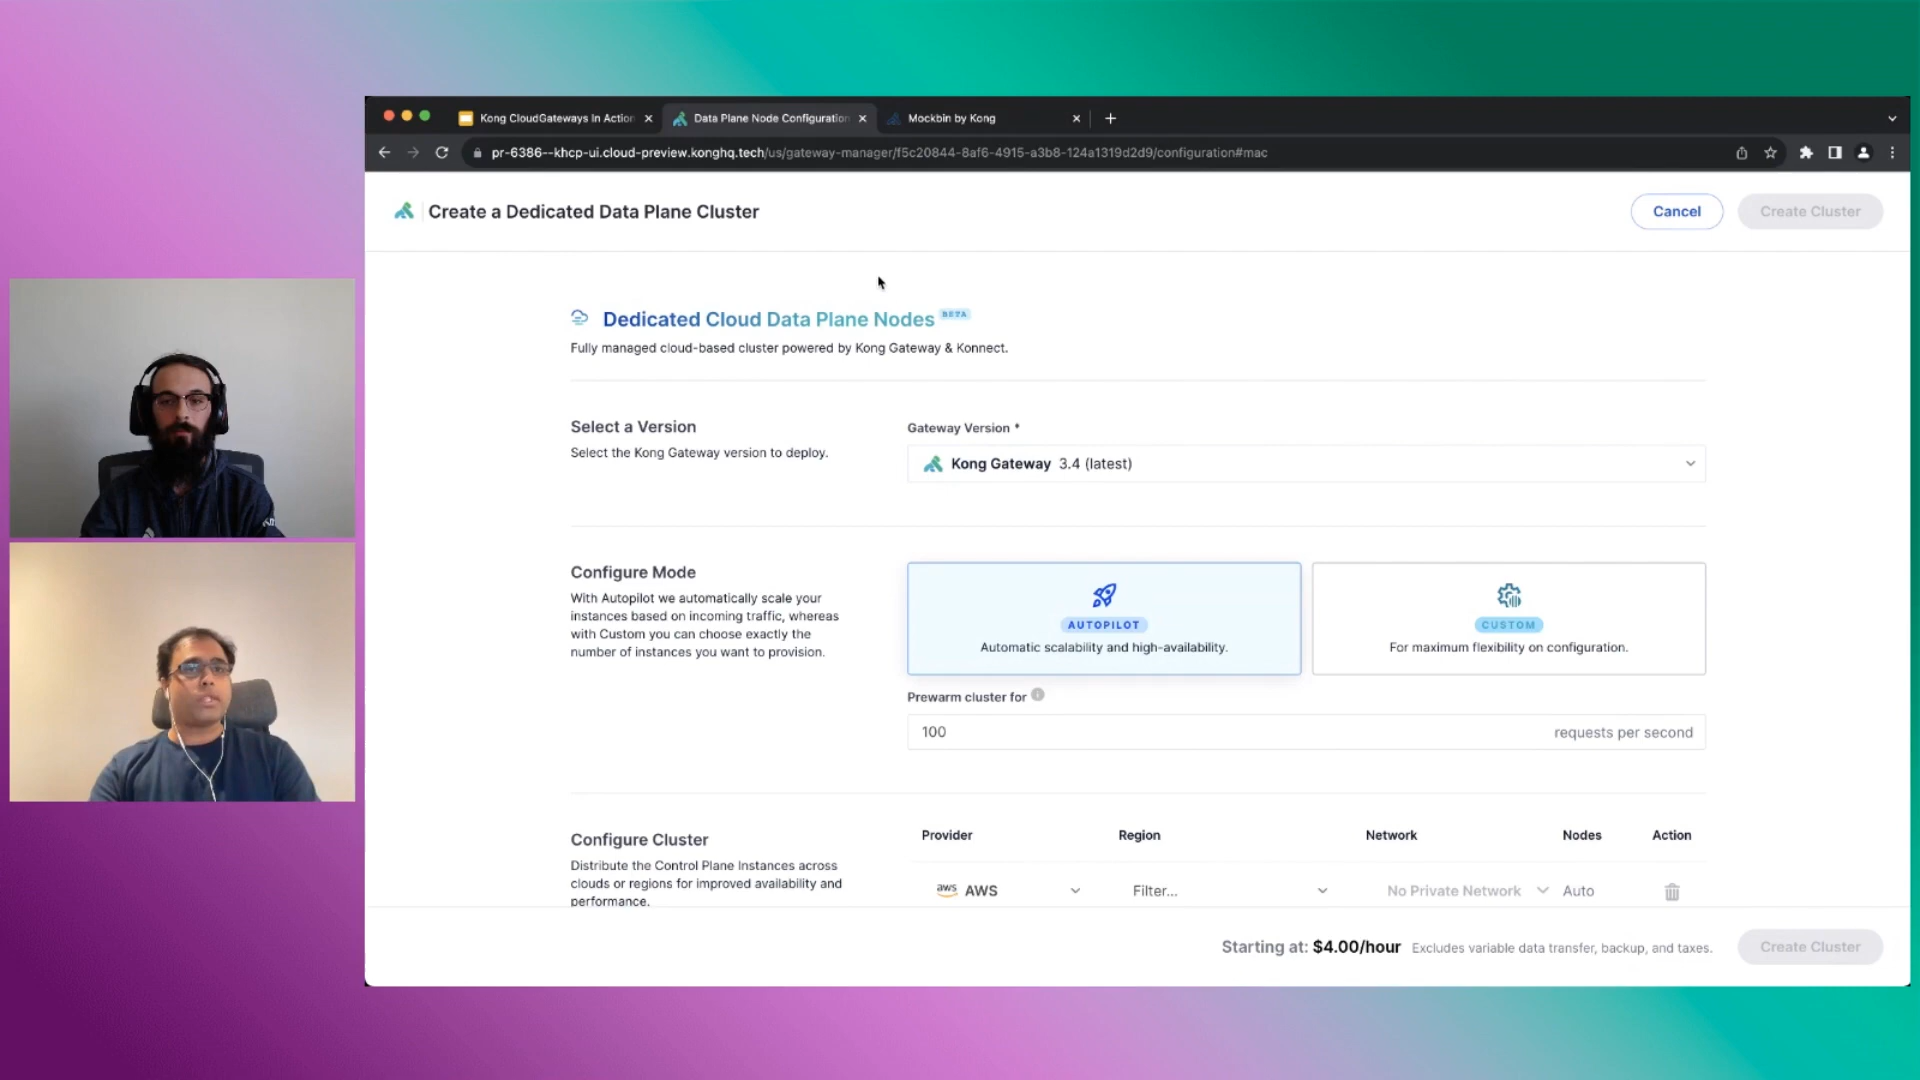 Kong CloudGateways In Action
Data Plane Node Configuration
Mockbin by Kong
pr-6386--khcp-ui.cloud-preview.konghq.tech/us/gateway-manager/f5c20844-8af6-4915-a3b8-124a1319d2d9/configuration#mac
Create a Dedicated Data Plane Cluster
Cancel
Create Cluster
Dedicated Cloud Data Plane Nodes BETA
Fully managed cloud-based cluster powered by Kong Gateway & Konnect.
Select a Version
Select the Kong Gateway version to deploy.
Gateway Version *
Kong Gateway 3.4 (latest)
Configure Mode
With Autopilot we automatically scale your
instances based on incoming traffic, whereas
with Custom you can choose exactly the
number of instances you want to provision.
AUTOPILOT
Automatic scalability and high-availability.
CUSTOM
For maximum flexibility on configuration.
Prewarm cluster for
100
requests per second
Configure Cluster
Distribute the Control Plane Instances across
clouds or regions for improved availability and
performance.
Provider Region Network Nodes Action
aws AWS Filter... No Private Network Auto
Starting at: $4.00/hour Excludes variable data transfer, backup, and taxes.
Create Cluster